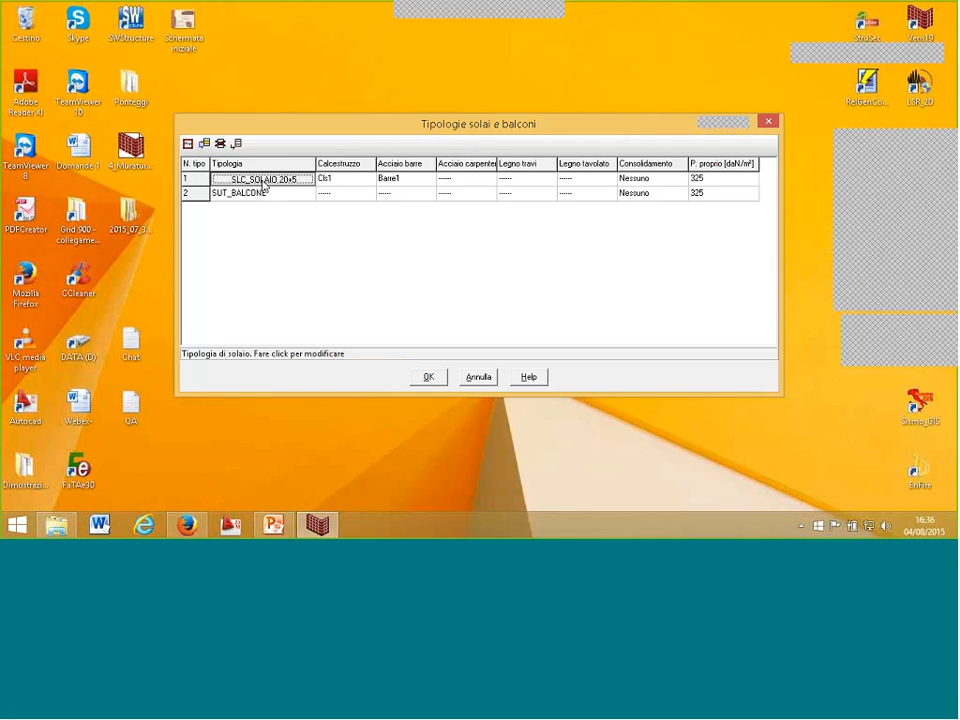 Cestino
Skype
SWStructure
Schermata
iniziale
StruSec
Vem19
Adobe
Reader XI
TeamViewer
10
Ponteggi
RelGenGo...
LSR_2D
TeamViewer
8
Domande 1
4_Muratur...
PDFCreator
Grid 900 -
collegame...
2015_07_3...
Mozilla
Firefox
CCleaner
VLC media
player
DATA (D)
Chat
Autocad
Webex-
QA
Dimostrazi...
FaTAe30
Sismo_GIS
EnFire
Tipologie solai e balconi
N. tipo Tipologia Calcestruzzo Acciaio barre Acciaio carpenter Legno travi Legno tavolato Consolidamento P. proprio [daN/m²]
1 SLC_SOLAIO 20+5 Cls1 Barre1 ----- ----- ----- Nessuno 325
2 SUT_BALCONE ----- ----- ----- ----- ----- Nessuno 325
Tipologia di solaio. Fare click per modificare
OK Annulla Help
16:36
04/08/2015